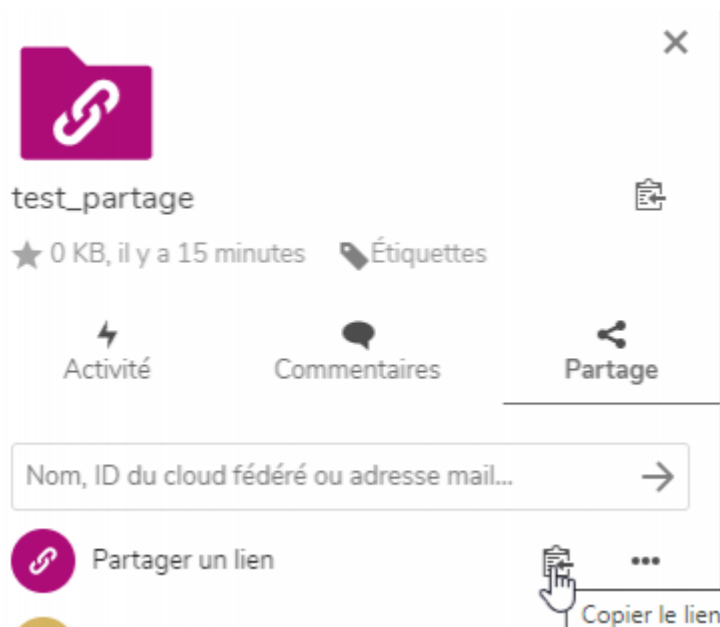 test_partage
0 KB, il y a 15 minutes Étiquettes
Activité Commentaires Partage
Nom, ID du cloud fédéré ou adresse mail...
Partager un lien
Copier le lien